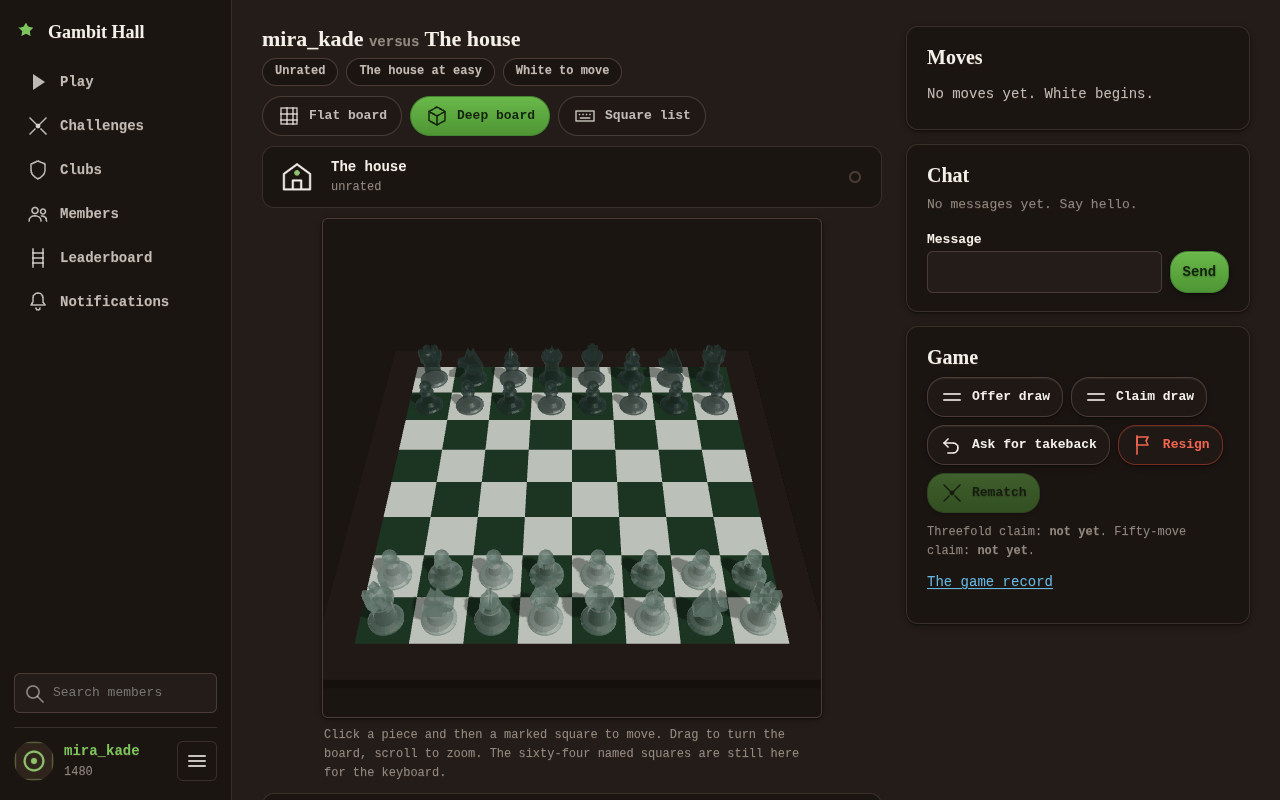 Gambit Hall
Play
Challenges
Clubs
Members
Leaderboard
Notifications
Search members
mira_kade
1480
mira_kade versus The house
Unrated
The house at easy
White to move
Flat board
Deep board
Square list
The house
unrated
Click a piece and then a marked square to move. Drag to turn the
board, scroll to zoom. The sixty-four named squares are still here
for the keyboard.
Moves
No moves yet. White begins.
Chat
No messages yet. Say hello.
Message
Send
Game
Offer draw
Claim draw
Ask for takeback
Resign
Rematch
Threefold claim: not yet. Fifty-move
claim: not yet.
The game record